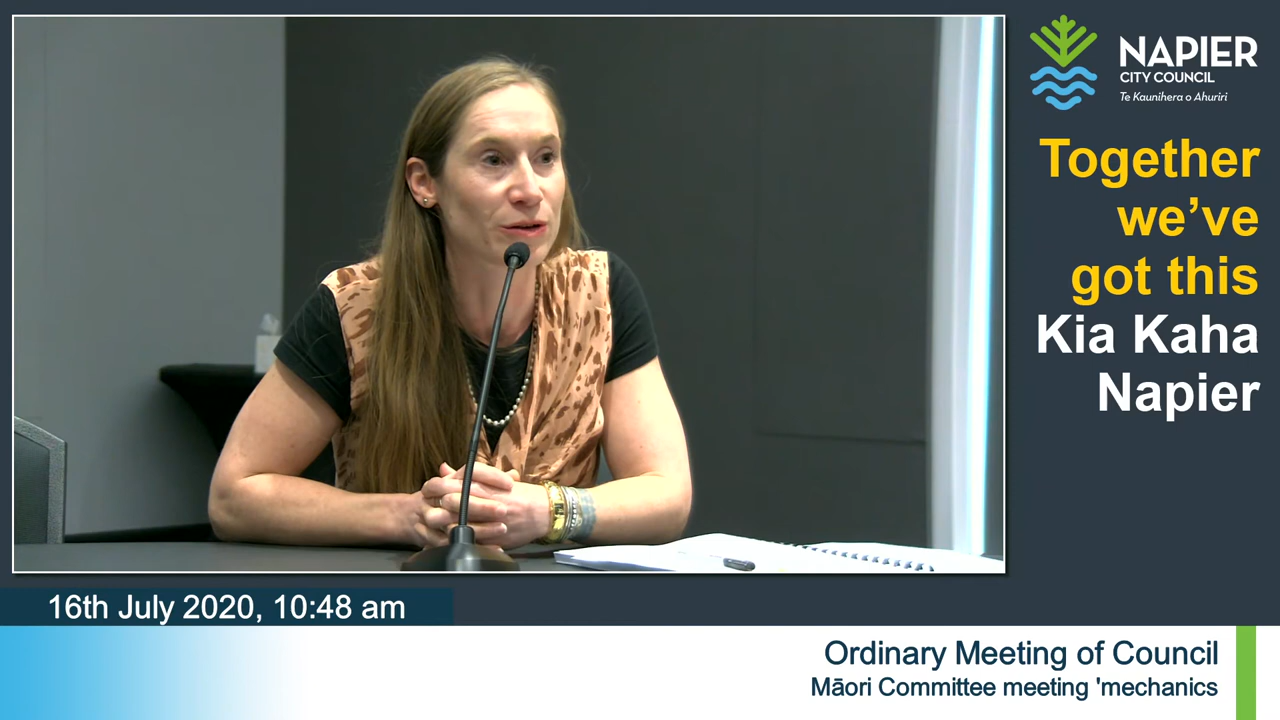 NAPIER
CITY COUNCIL
Te Kaunihera o Ahuriri
Together
we’ve
got this
Kia Kaha
Napier
16th July 2020, 10:48 am
Ordinary Meeting of Council
Māori Committee meeting 'mechanics